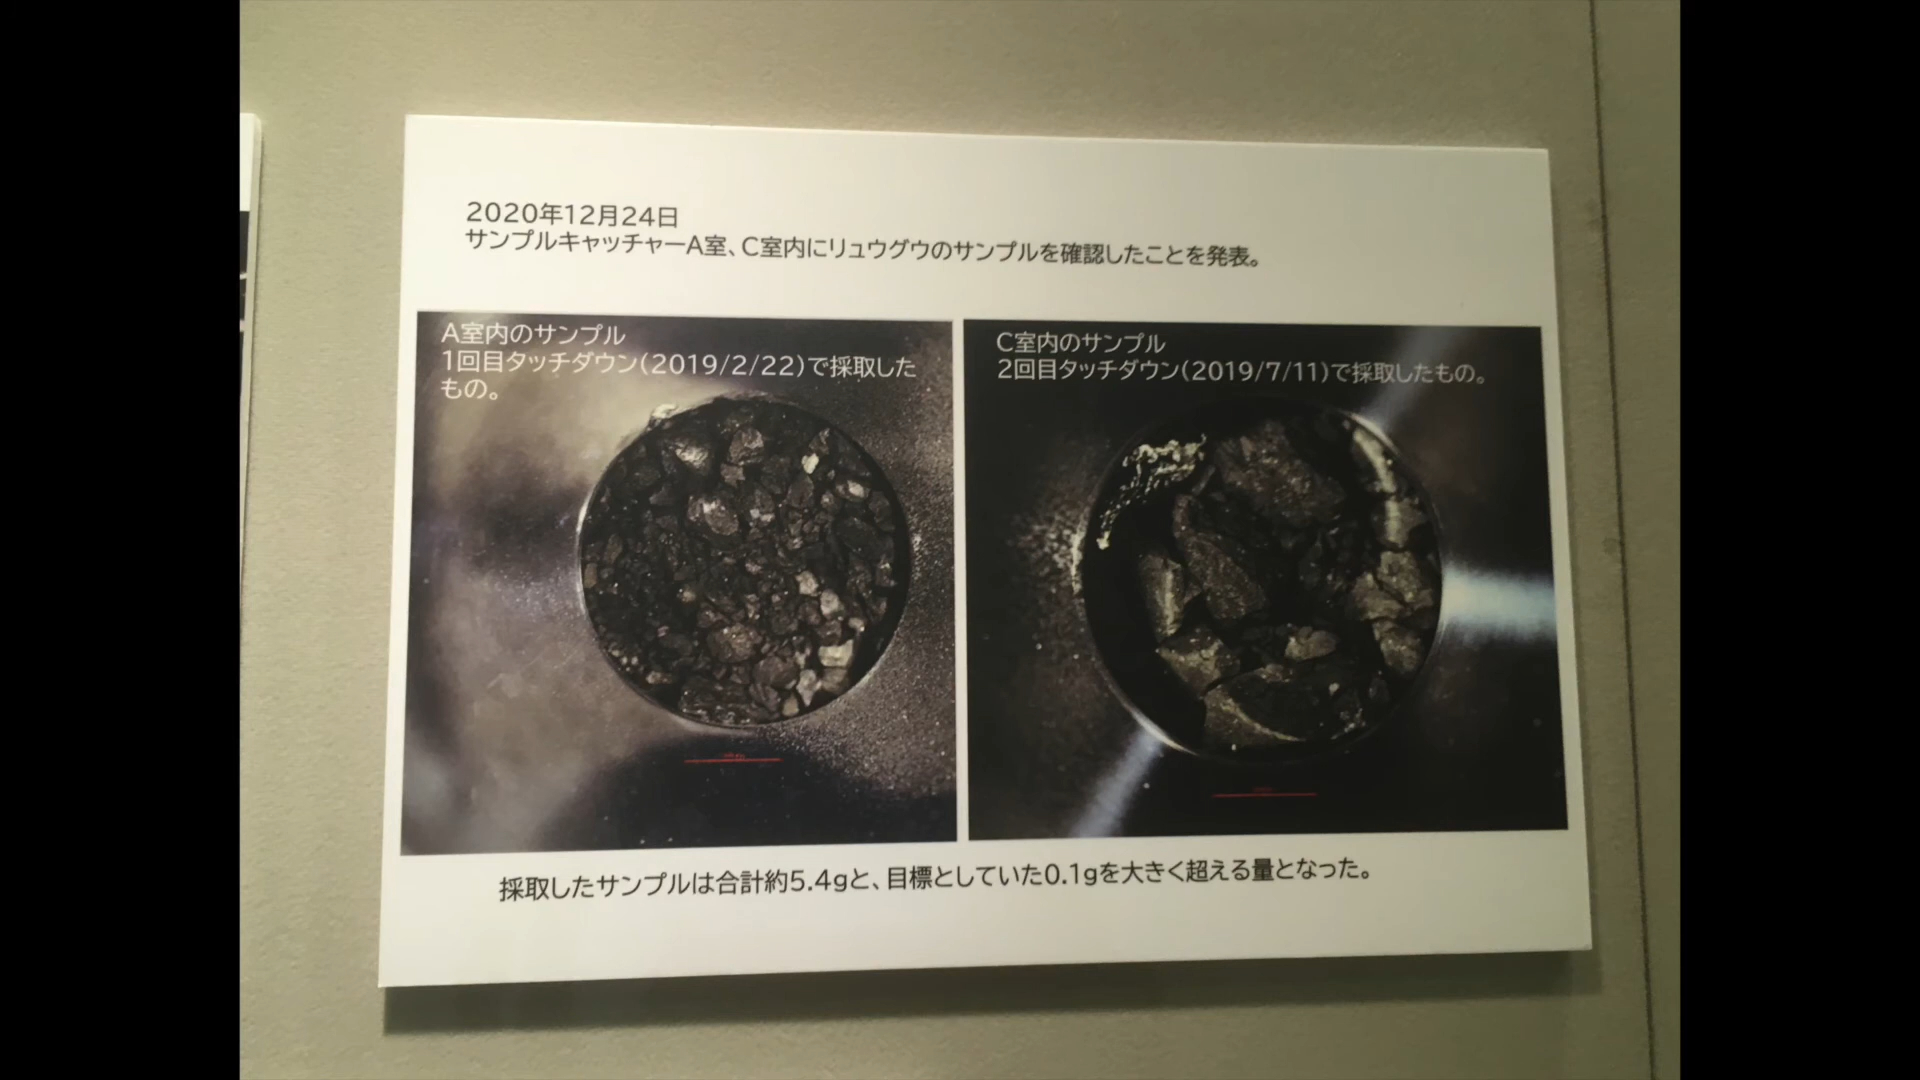 2020年12月24日
サンプルキャッチャーA室、C室内にリュウグウのサンプルを確認したことを発表。
A室内のサンプル
1回目タッチダウン(2019/2/22)で採取した
もの。
C室内のサンプル
2回目タッチダウン(2019/7/11)で採取したもの。
採取したサンプルは合計約5.4gと、目標としていた0.1gを大きく超える量となった。